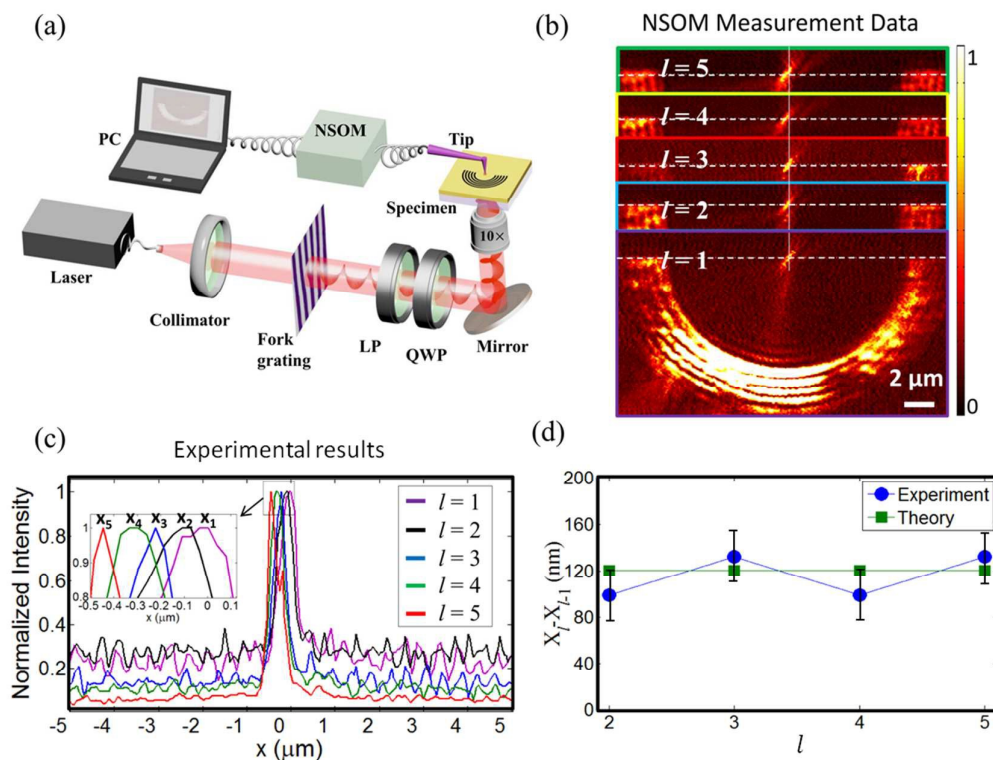 (a)
PC
NSOM
Tip
Specimen
10×
Laser
Collimator
Fork
grating
LP
QWP
Mirror
(b)
NSOM Measurement Data
l = 5
l = 4
l = 3
l = 2
l = 1
2 μm
1
0
(c)
Experimental results
Normalized Intensity
1
0.8
0.6
0.4
0.2
X5 X4 X3 X2 X1
1
0.9
0.8
-0.5 -0.4 -0.3 -0.2 -0.1 0 0.1
x (μm)
l = 1
l = 2
l = 3
l = 4
l = 5
-5 -4 -3 -2 -1 0 1 2 3 4 5
x (μm)
(d)
Xl-Xl-1 (nm)
200
160
120
80
40
0
Experiment
Theory
2 3 4 5
l